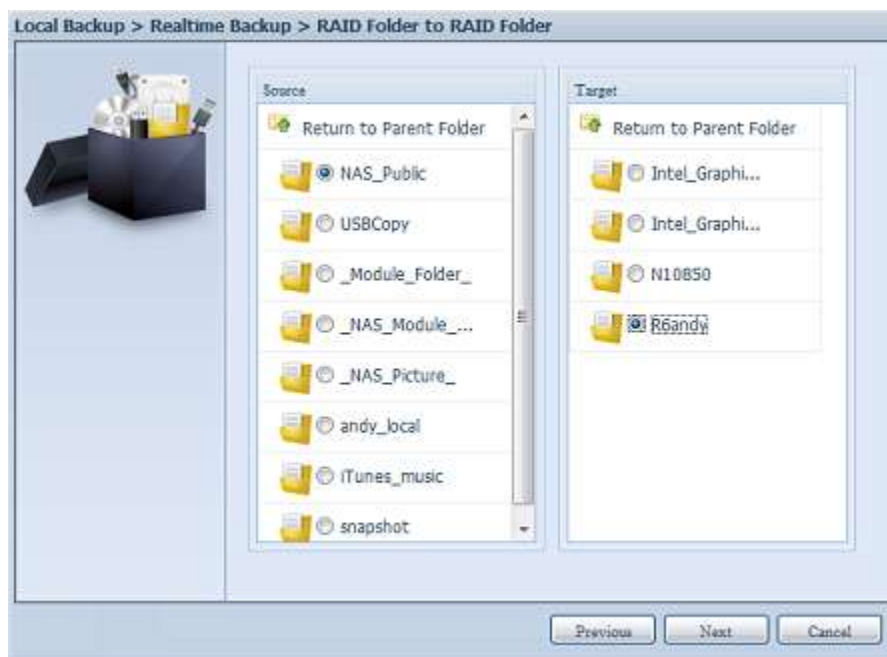 Local Backup > Realtime Backup > RAID Folder to RAID Folder
Source
Return to Parent Folder
NAS_Public
USBCopy
_Module_Folder_
_NAS_Module_...
_NAS_Picture_
andy_local
iTunes_music
snapshot
Target
Return to Parent Folder
Intel_Graphi...
Intel_Graphi...
N10850
R6andy
Previous
Next
Cancel